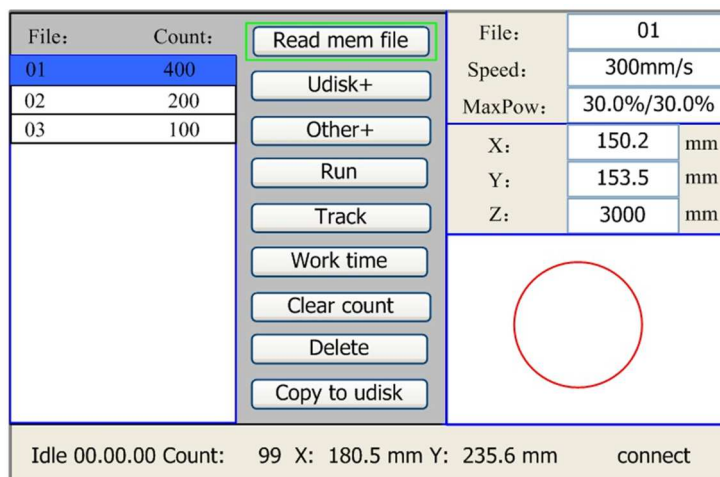 File: Count:
01 400
02 200
03 100
Read mem file
Udisk+
Other+
Run
Track
Work time
Clear count
Delete
Copy to udisk
File: 01
Speed: 300mm/s
MaxPow: 30.0%/30.0%
X: 150.2 mm
Y: 153.5 mm
Z: 3000 mm
Idle 00.00.00 Count: 99 X: 180.5 mm Y: 235.6 mm connect